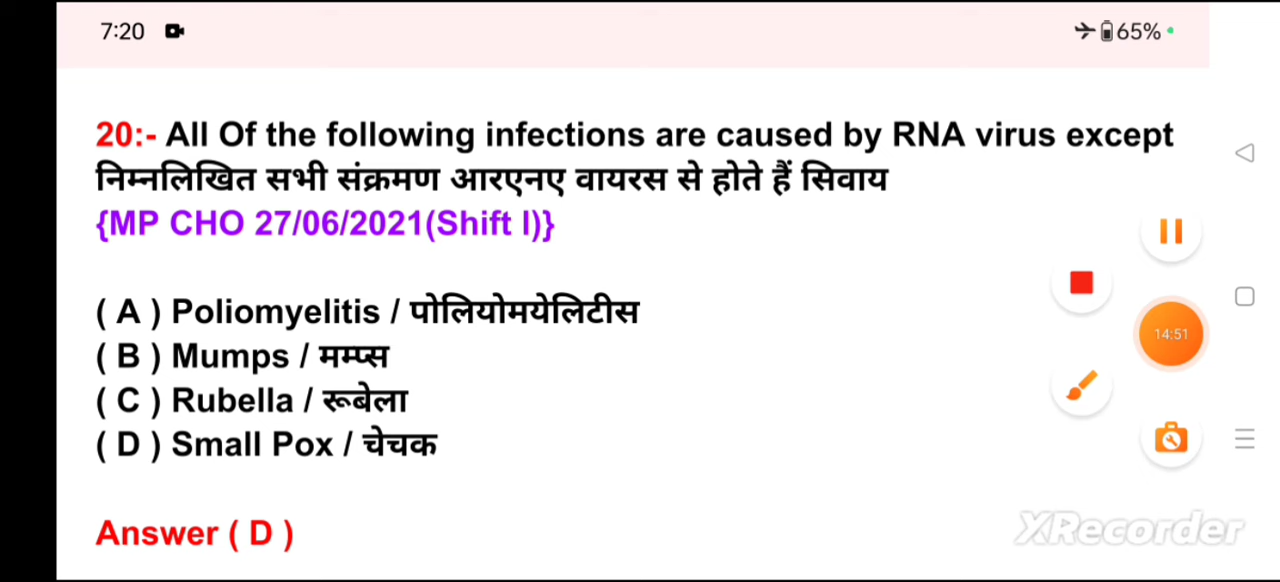 7:20 65%
20:- All Of the following infections are caused by RNA virus except
निम्नलिखित सभी संक्रमण आरएनए वायरस से होते हैं सिवाय
{MP CHO 27/06/2021(Shift I)}
( A ) Poliomyelitis / पोलियोमयेलिटीस
( B ) Mumps / मम्प्स
( C ) Rubella / रूबेला
( D ) Small Pox / चेचक
14:51
Answer ( D )
XRecorder